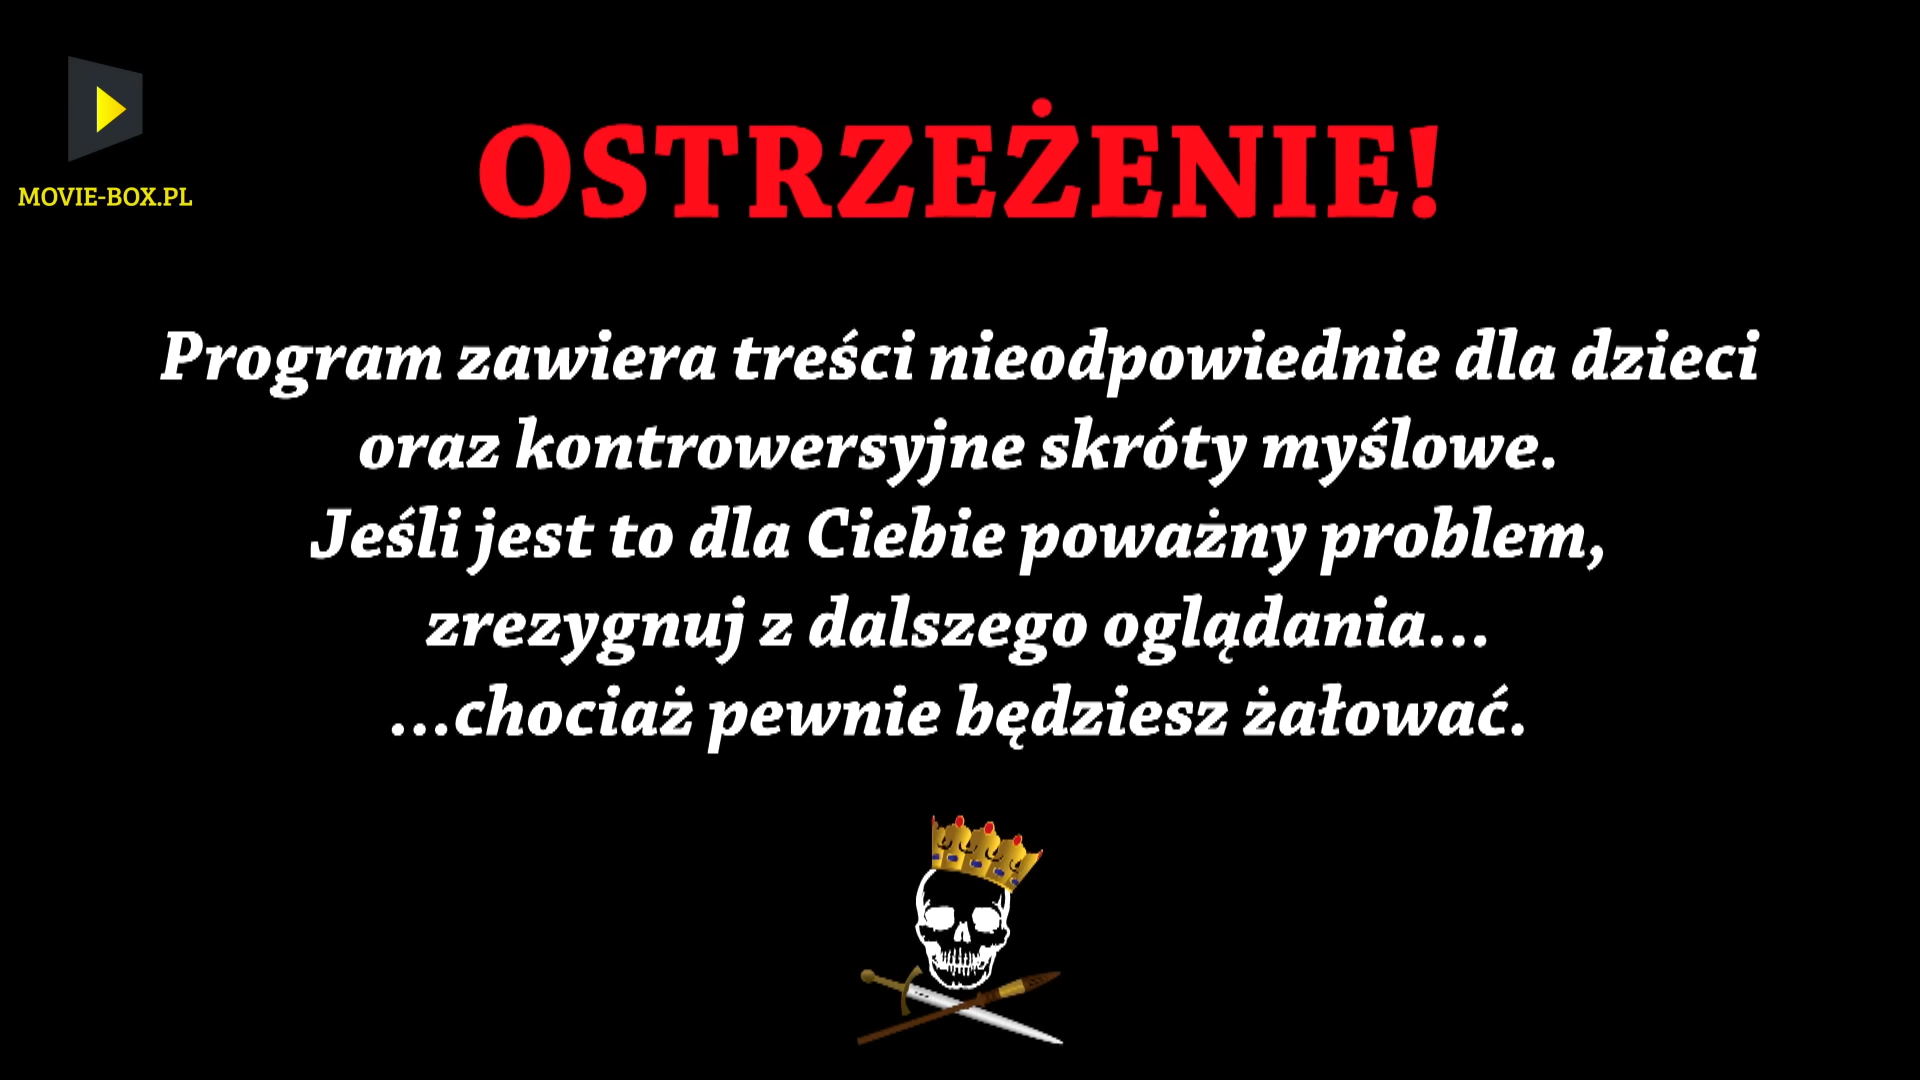 MOVIE-BOX.PL
OSTRZEŻENIE!
Program zawiera treści nieodpowiednie dla dzieci
oraz kontrowersyjne skróty myślowe.
Jeśli jest to dla Ciebie poważny problem,
zrezygnuj z dalszego oglądania...
...chociaż pewnie będziesz żałować.